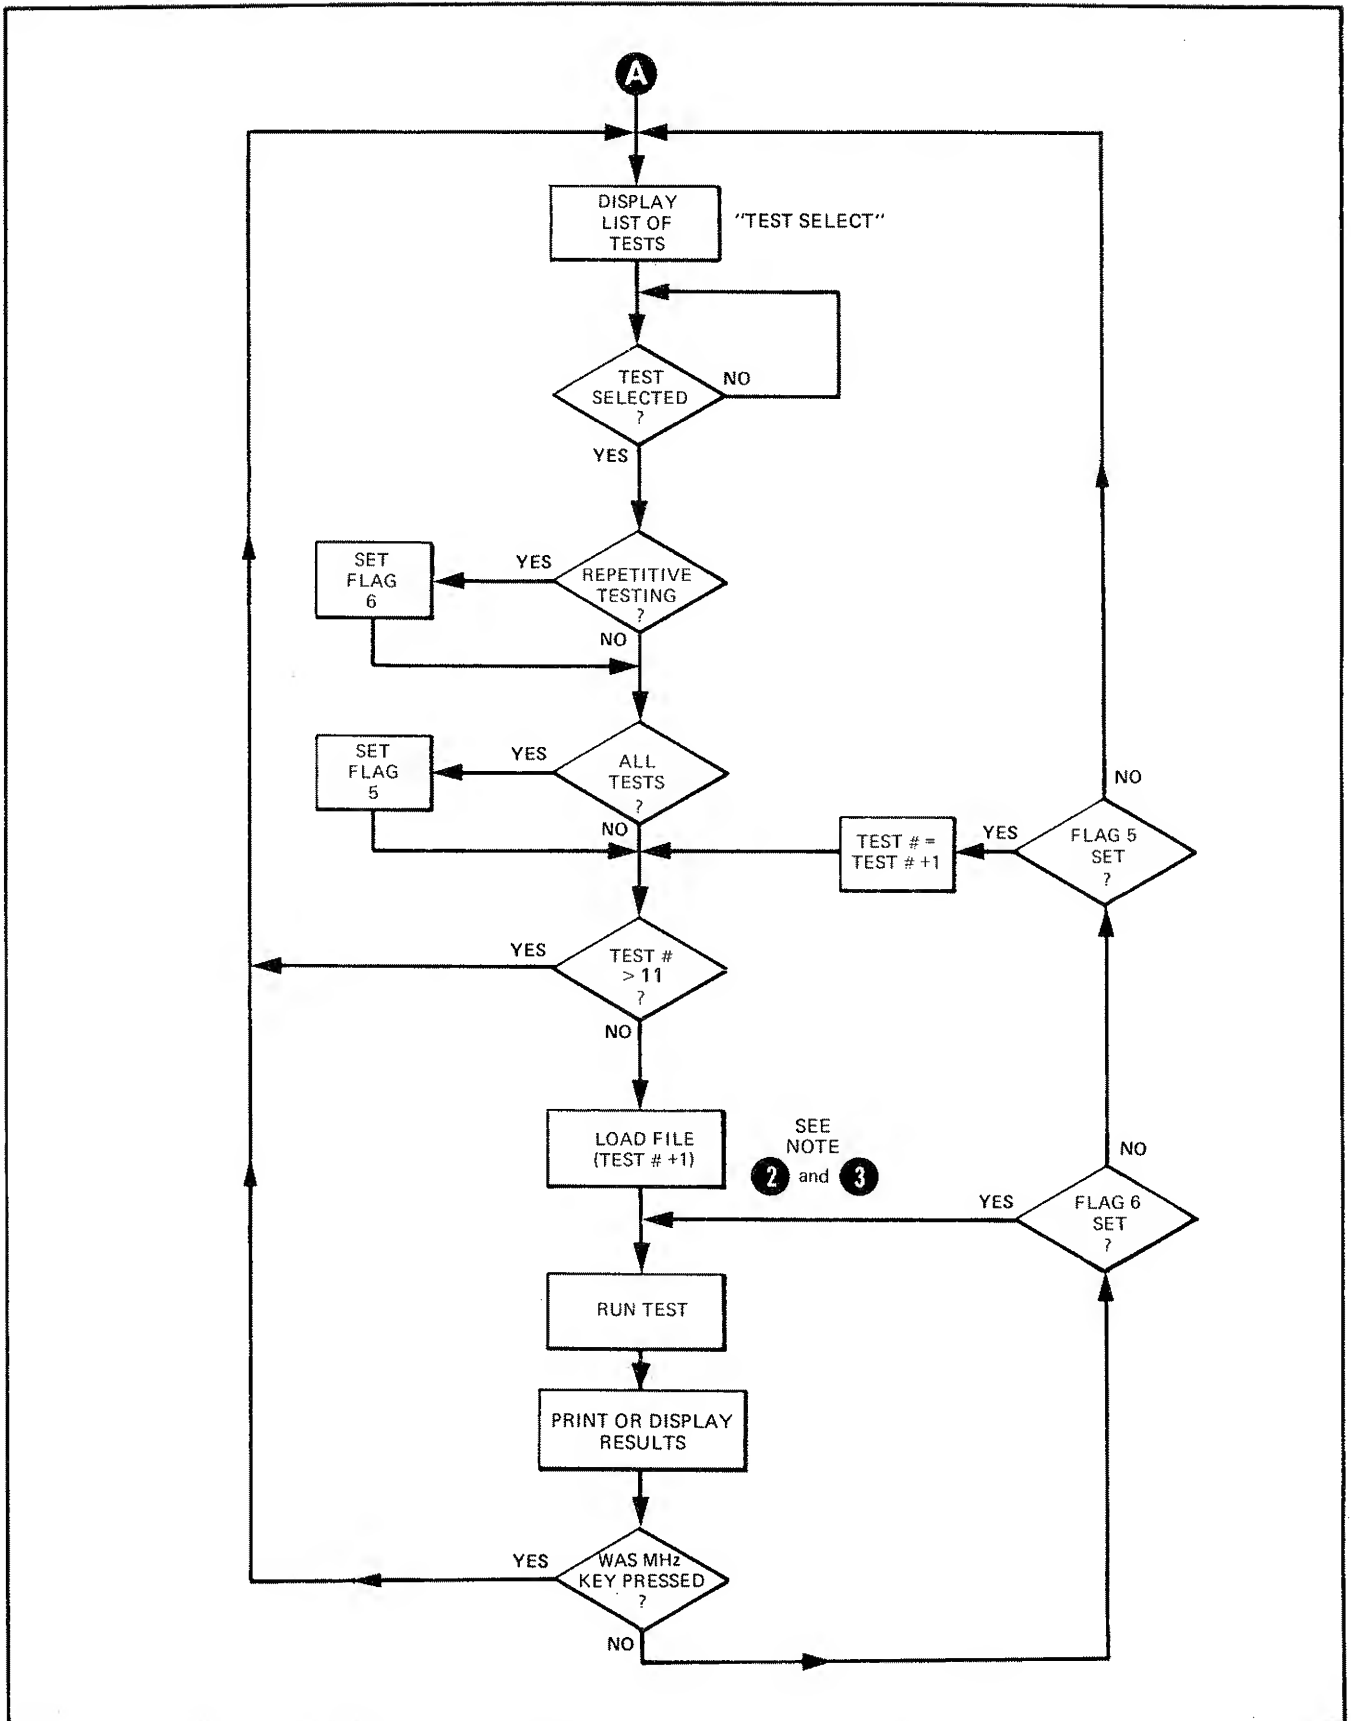 A
DISPLAY
LIST OF
TESTS
"TEST SELECT"
TEST
SELECTED
?
NO
YES
REPETITIVE
TESTING
?
YES
SET
FLAG
6
NO
ALL
TESTS
?
YES
SET
FLAG
5
NO
TEST # =
TEST # +1
YES
FLAG 5
SET
?
NO
TEST #
> 11
?
YES
NO
LOAD FILE
(TEST # +1)
SEE
NOTE
2 and 3
YES
FLAG 6
SET
?
NO
RUN TEST
PRINT OR DISPLAY
RESULTS
WAS MHz
KEY PRESSED
?
YES
NO